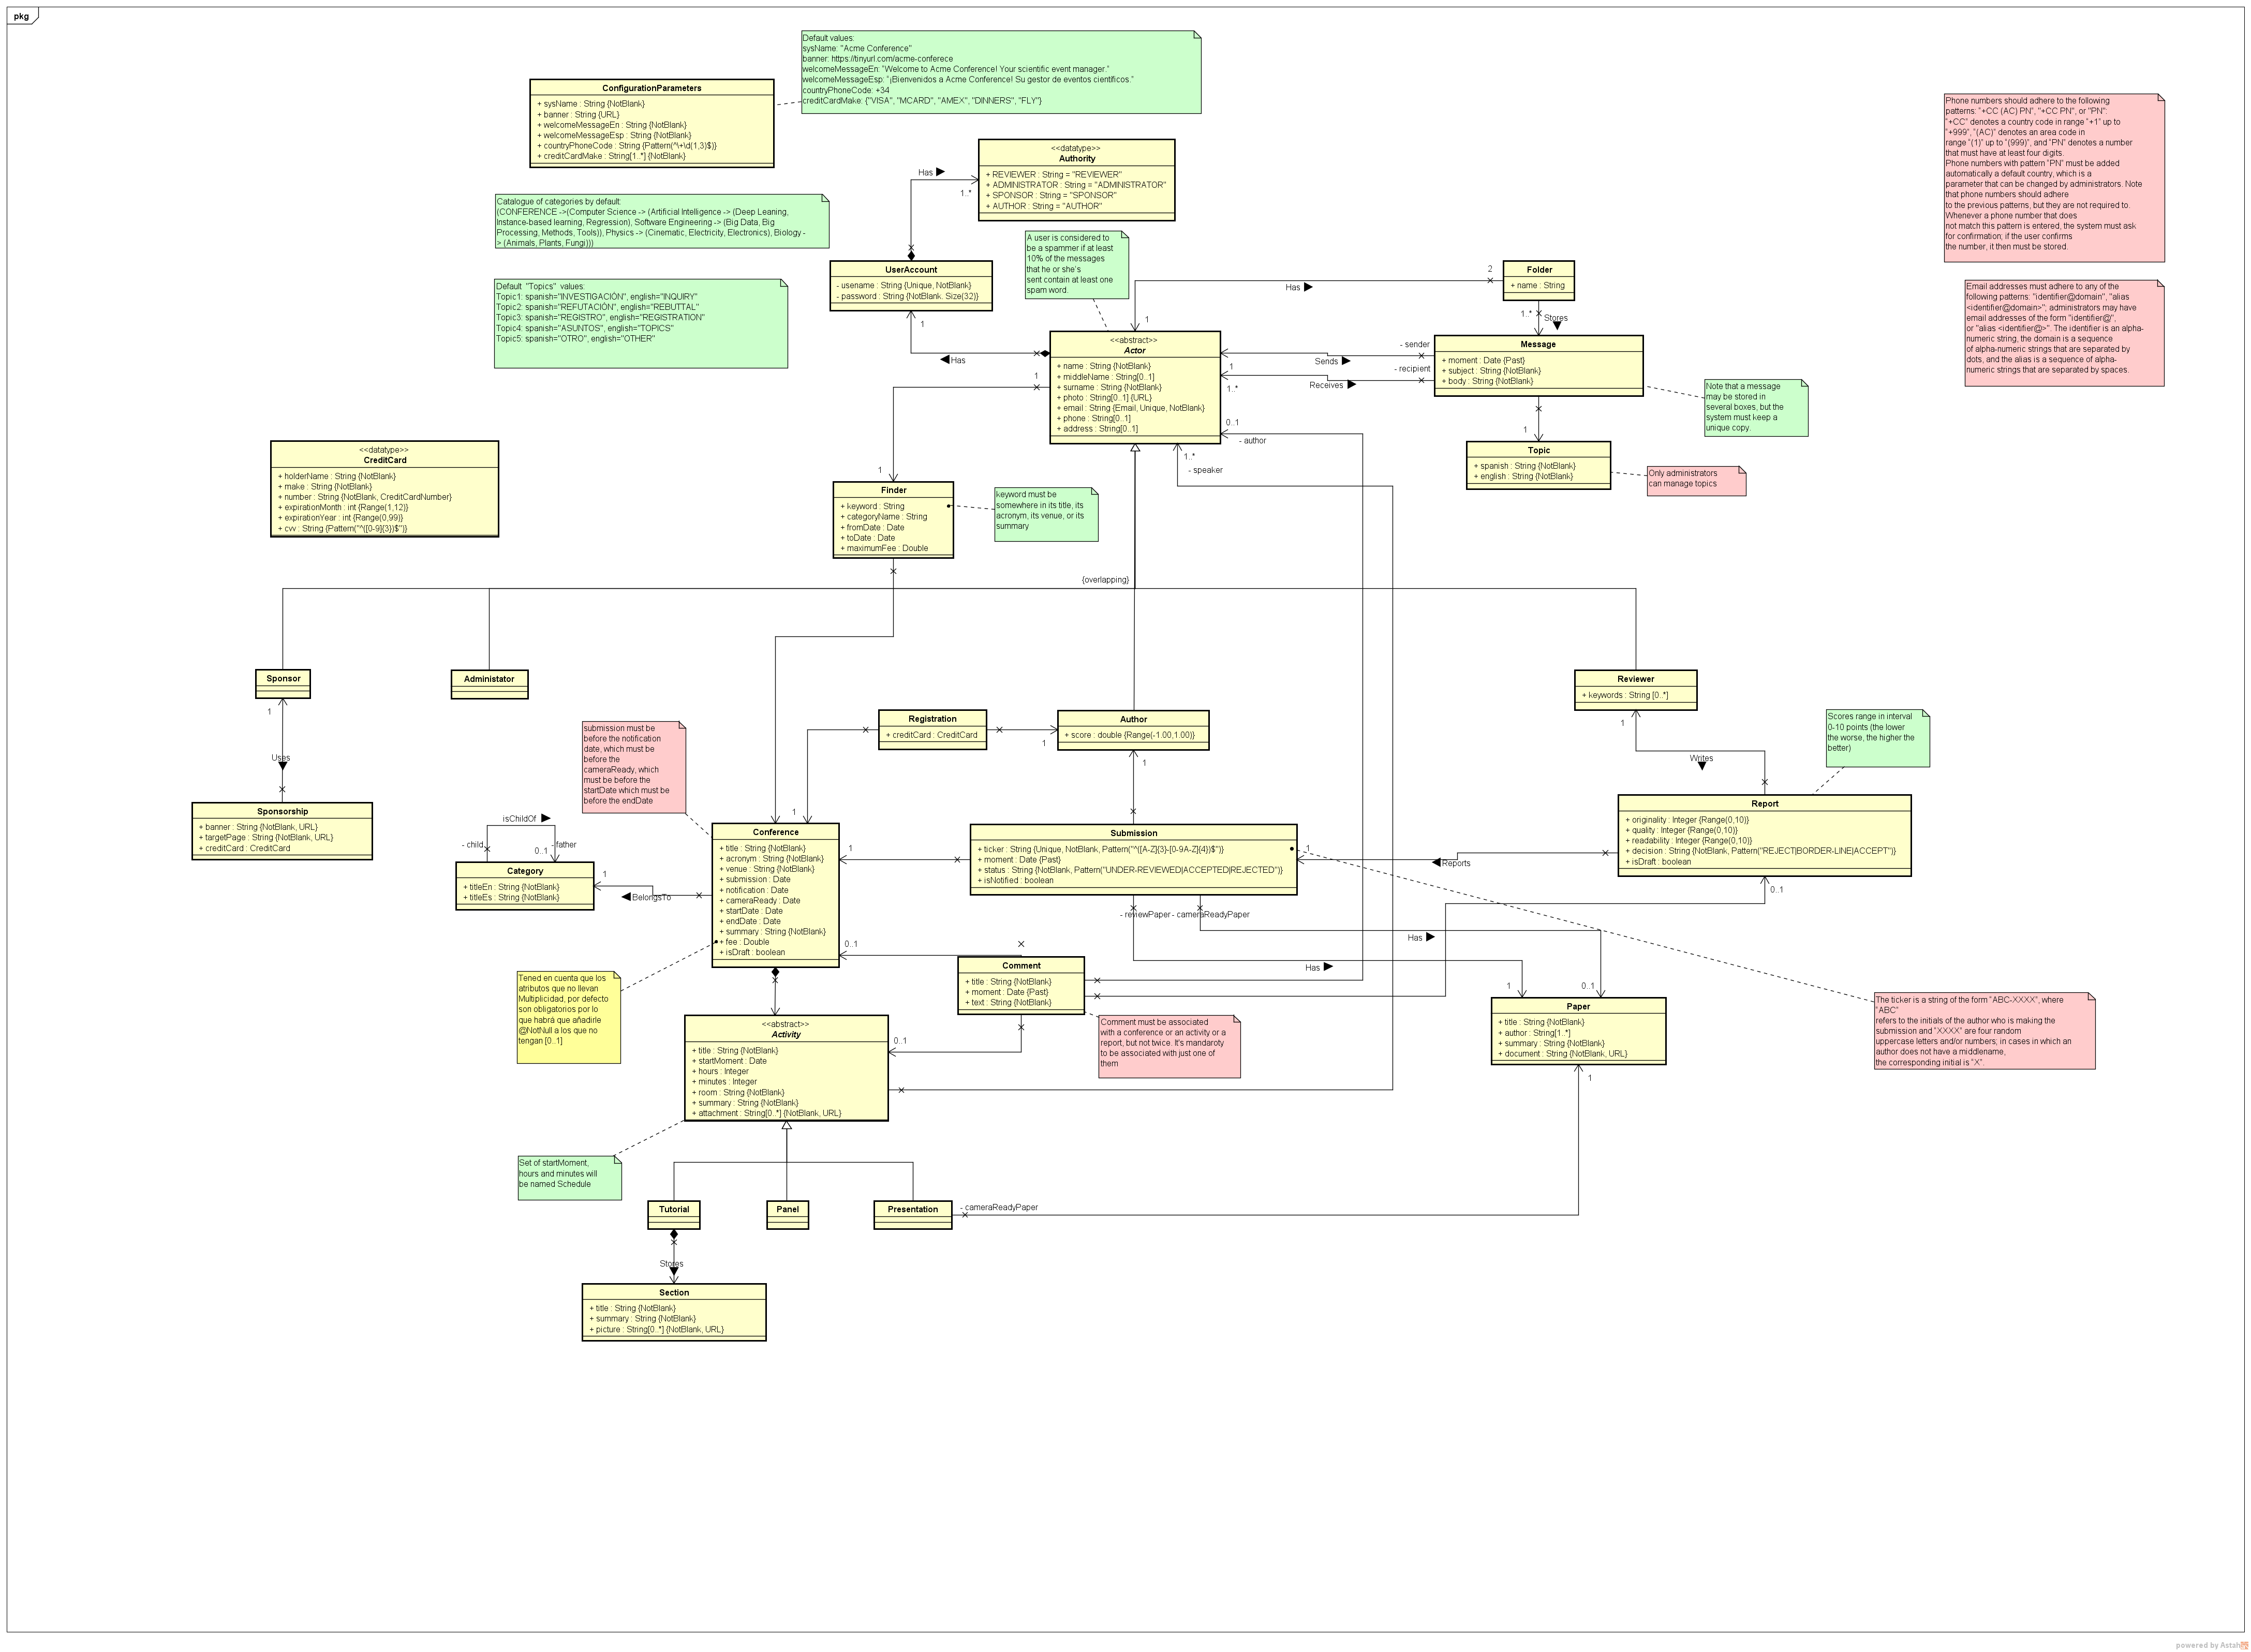 pkg
Default values:
sysName: "Acme Conference"
banner: https://tinyurl.com/acme-conferece
welcomeMessageEn: "Welcome to Acme Conference! Your scientific event manager."
welcomeMessageEsp: "¡Bienvenidos a Acme Conference! Su gestor de eventos científicos."
countryPhoneCode: +34
creditCardMake: {"VISA", "MCARD", "AMEX", "DINNERS", "FLY"}
ConfigurationParameters
+ sysName : String {NotBlank}
+ banner : String {URL}
+ welcomeMessageEn : String {NotBlank}
+ welcomeMessageEsp : String {NotBlank}
+ countryPhoneCode : String {Pattern(^\+\d{1,3}$)}
+ creditCardMake : String[1..*] {NotBlank}
Phone numbers should adhere to the following
patterns: "+CC (AC) PN", "+CC PN", or "PN":
"+CC" denotes a country code in range "+1" up to
"+999", "(AC)" denotes an area code in
range "(1)" up to "(999)", and "PN" denotes a number
that must have at least four digits.
Phone numbers with pattern "PN" must be added
automatically a default country, which is a
parameter that can be changed by administrators. Note
that phone numbers should adhere
to the previous patterns, but they are not required to.
Whenever a phone number that does
not match this pattern is entered, the system must ask
for confirmation; if the user confirms
the number, it then must be stored.
<<datatype>>
Authority
+ REVIEWER : String = "REVIEWER"
+ ADMINISTRATOR : String = "ADMINISTRATOR"
+ SPONSOR : String = "SPONSOR"
+ AUTHOR : String = "AUTHOR"
Has
1..*
Catalogue of categories by default:
(CONFERENCE ->(Computer Science -> (Artificial Intelligence -> (Deep Leaning,
Instance-based learning, Regression), Software Engineering -> (Big Data, Big
Processing, Methods, Tools)), Physics -> (Cinematic, Electricity, Electronics), Biology -
> (Animals, Plants, Fungi)))
A user is considered to
be a spammer if at least
10% of the messages
that he or she's
sent contain at least one
spam word.
UserAccount
- usename : String {Unique, NotBlank}
- password : String {NotBlank. Size(32)}
1
Has
Default "Topics" values:
Topic1: spanish="INVESTIGACIÓN", english="INQUIRY"
Topic2: spanish="REFUTACIÓN", english="REBUTTAL"
Topic3: spanish="REGISTRO", english="REGISTRATION"
Topic4: spanish="ASUNTOS", english="TOPICS"
Topic5: spanish="OTRO", english="OTHER"
Folder
+ name : String
2
Has
1
1..*
Stores
Email addresses must adhere to any of the
following patterns: "identifier@domain", "alias
<identifier@domain>"; administrators may have
email addresses of the form "identifier@",
or "alias <identifier@>". The identifier is an alpha-
numeric string, the domain is a sequence
of alpha-numeric strings that are separated by
dots, and the alias is a sequence of alpha-
numeric strings that are separated by spaces.
<<abstract>>
Actor
+ name : String {NotBlank}
+ middleName : String[0..1]
+ surname : String {NotBlank}
+ photo : String[0..1] {URL}
+ email : String {Email, Unique, NotBlank}
+ phone : String[0..1]
+ address : String[0..1]
- sender
Sends
1
- recipient
Receives
1..*
Message
+ moment : Date {Past}
+ subject : String {NotBlank}
+ body : String {NotBlank}
Note that a message
may be stored in
several boxes, but the
system must keep a
unique copy.
1
Topic
+ spanish : String {NotBlank}
+ english : String {NotBlank}
Only administrators
can manage topics
0..1
- author
1..*
- speaker
1
1
<<datatype>>
CreditCard
+ holderName : String {NotBlank}
+ make : String {NotBlank}
+ number : String {NotBlank, CreditCardNumber}
+ expirationMonth : int {Range(1,12)}
+ expirationYear : int {Range(0,99)}
+ cvv : String {Pattern("^([0-9]{3})$")}
Finder
+ keyword : String
+ categoryName : String
+ fromDate : Date
+ toDate : Date
+ maximumFee : Double
keyword must be
somewhere in its title, its
acronym, its venue, or its
summary
{overlapping}
Sponsor
Administator
Reviewer
+ keywords : String [0..*]
1
Uses
1
Writes
Scores range in interval
0-10 points (the lower
the worse, the higher the
better)
Registration
+ creditCard : CreditCard
1
Author
+ score : double {Range(-1.00,1.00)}
1
submission must be
before the notification
date, which must be
before the
cameraReady, which
must be before the
startDate which must be
before the endDate
Sponsorship
+ banner : String {NotBlank, URL}
+ targetPage : String {NotBlank, URL}
+ creditCard : CreditCard
isChildOf
- child
- father
0..1
Category
+ titleEn : String {NotBlank}
+ titleEs : String {NotBlank}
1
BelongsTo
1
Conference
+ title : String {NotBlank}
+ acronym : String {NotBlank}
+ venue : String {NotBlank}
+ submission : Date
+ notification : Date
+ cameraReady : Date
+ startDate : Date
+ endDate : Date
+ summary : String {NotBlank}
+ fee : Double
+ isDraft : boolean
1
Submission
+ ticker : String {Unique, NotBlank, Pattern("^([A-Z]{3}-[0-9A-Z]{4})$")}
+ moment : Date {Past}
+ status : String {NotBlank, Pattern("UNDER-REVIEWED|ACCEPTED|REJECTED")}
+ isNotified : boolean
1
Reports
Report
+ originality : Integer {Range(0,10)}
+ quality : Integer {Range(0,10)}
+ readability : Integer {Range(0,10)}
+ decision : String {NotBlank, Pattern("REJECT|BORDER-LINE|ACCEPT")}
+ isDraft : boolean
0..1
- reviewPaper
- cameraReadyPaper
Has
Has
0..1
Comment
+ title : String {NotBlank}
+ moment : Date {Past}
+ text : String {NotBlank}
Comment must be associated
with a conference or an activity or a
report, but not twice. It's mandaroty
to be associated with just one of
them
Tened en cuenta que los
atributos que no llevan
Multiplicidad, por defecto
son obligatorios por lo
que habrá que añadirle
@NotNull a los que no
tengan [0..1]
1
0..1
Paper
+ title : String {NotBlank}
+ author : String[1..*]
+ summary : String {NotBlank}
+ document : String {NotBlank, URL}
1
The ticker is a string of the form "ABC-XXXX", where
"ABC"
refers to the initials of the author who is making the
submission and "XXXX" are four random
uppercase letters and/or numbers; in cases in which an
author does not have a middlename,
the corresponding initial is "X".
<<abstract>>
Activity
+ title : String {NotBlank}
+ startMoment : Date
+ hours : Integer
+ minutes : Integer
+ room : String {NotBlank}
+ summary : String {NotBlank}
+ attachment : String[0..*] {NotBlank, URL}
0..1
Set of startMoment,
hours and minutes will
be named Schedule
Tutorial
Panel
Presentation
- cameraReadyPaper
Stores
Section
+ title : String {NotBlank}
+ summary : String {NotBlank}
+ picture : String[0..*] {NotBlank, URL}
powered by Astah